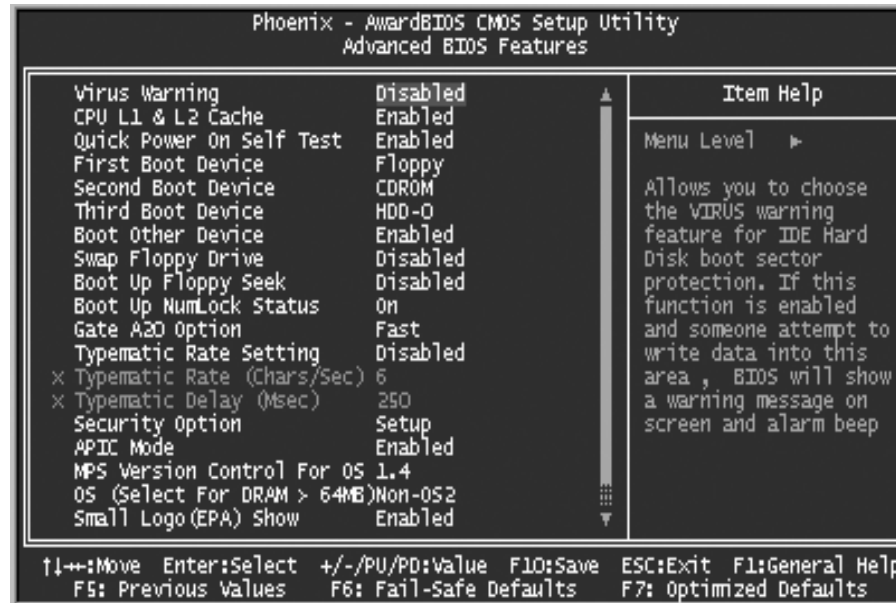 Phoenix - AwardBIOS CMOS Setup Utility
Advanced BIOS Features
Virus Warning Disabled
CPU L1 & L2 Cache Enabled
Quick Power On Self Test Enabled
First Boot Device Floppy
Second Boot Device CDROM
Third Boot Device HDD-0
Boot Other Device Enabled
Swap Floppy Drive Disabled
Boot Up Floppy Seek Disabled
Boot Up NumLock Status On
Gate A20 Option Fast
Typematic Rate Setting Disabled
x Typematic Rate (Chars/Sec) 6
x Typematic Delay (Msec) 250
Security Option Setup
APIC Mode Enabled
MPS Version Control For OS 1.4
OS (Select For DRAM > 64MB)Non-OS2
Small Logo(EPA) Show Enabled
Item Help
Menu Level ►
Allows you to choose
the VIRUS warning
feature for IDE Hard
Disk boot sector
protection. If this
function is enabled
and someone attempt to
write data into this
area , BIOS will show
a warning message on
screen and alarm beep
↑↓→←:Move Enter:Select +/-/PU/PD:Value F10:Save ESC:Exit F1:General Help
F5: Previous Values F6: Fail-Safe Defaults F7: Optimized Defaults